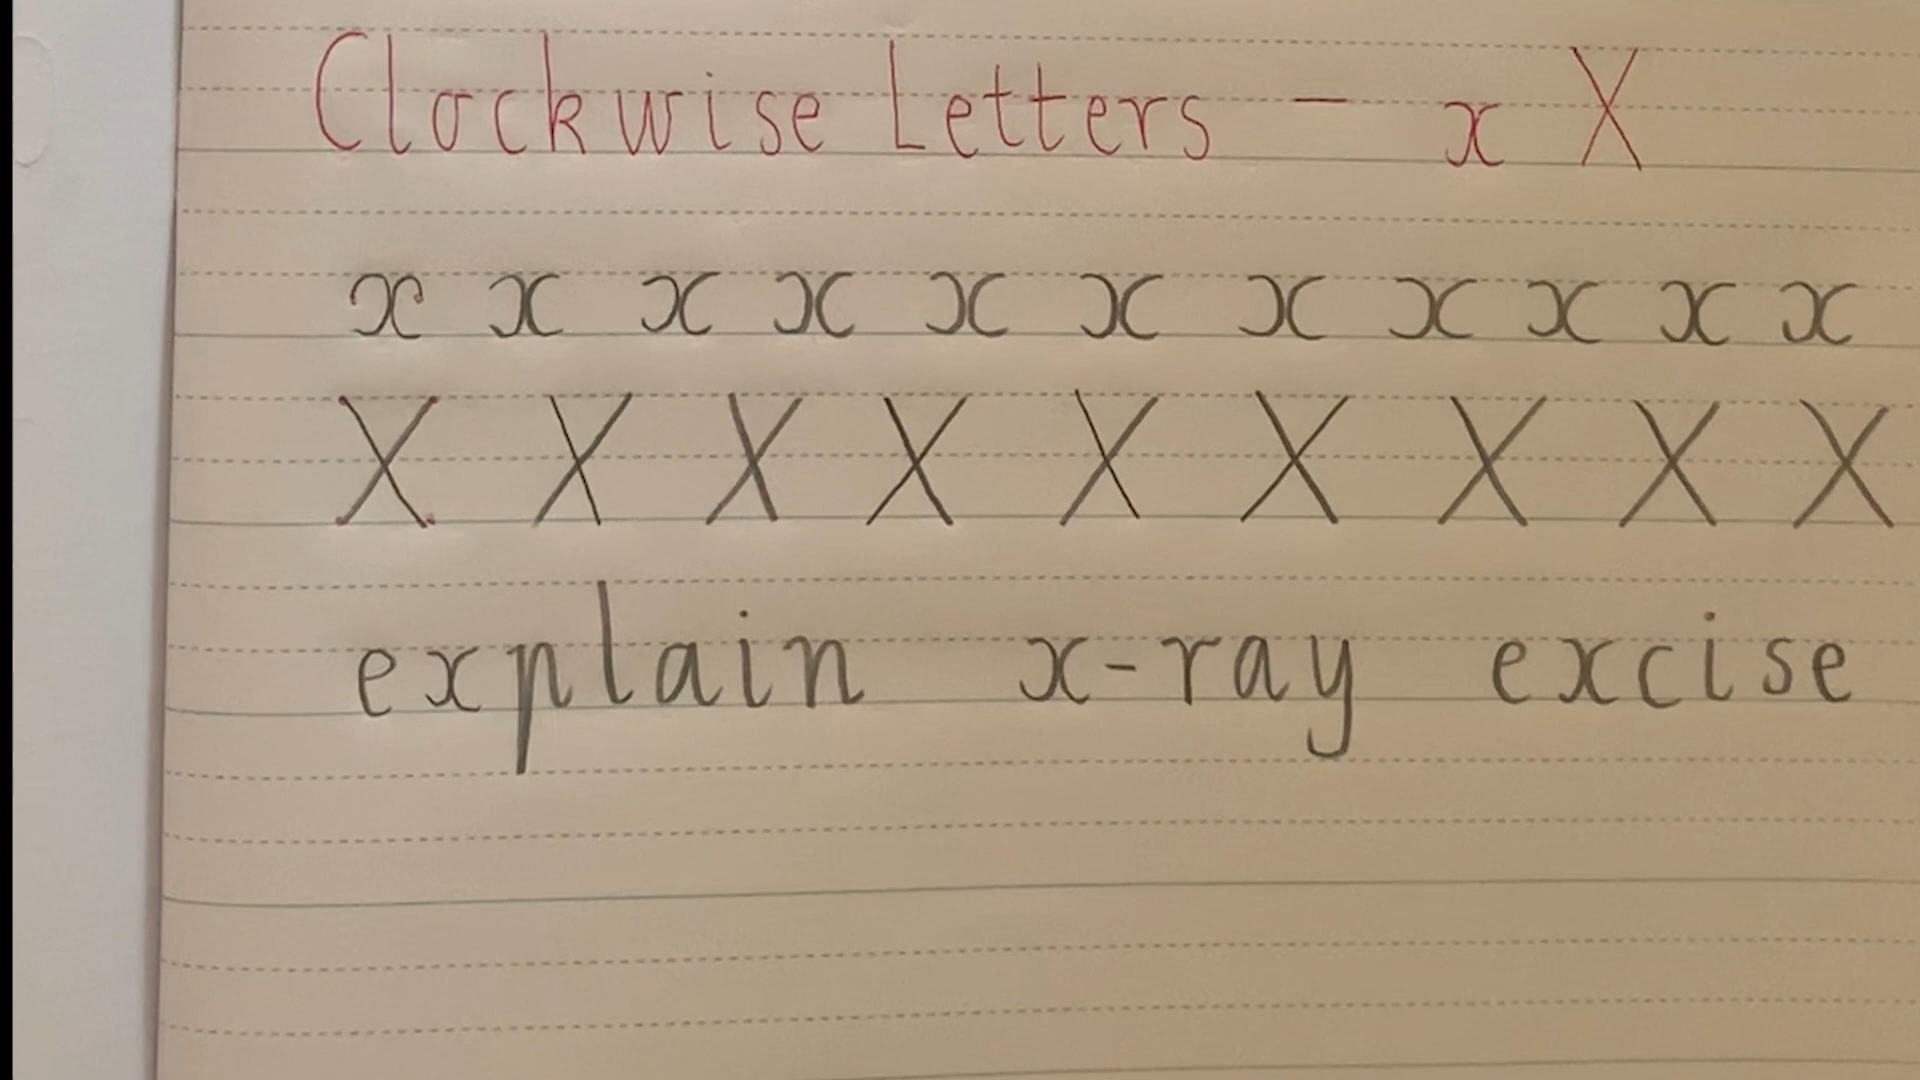 Clockwise Letters - x X
x x x x x x x x x x x
X X X X X X X X X
explain x-ray excise